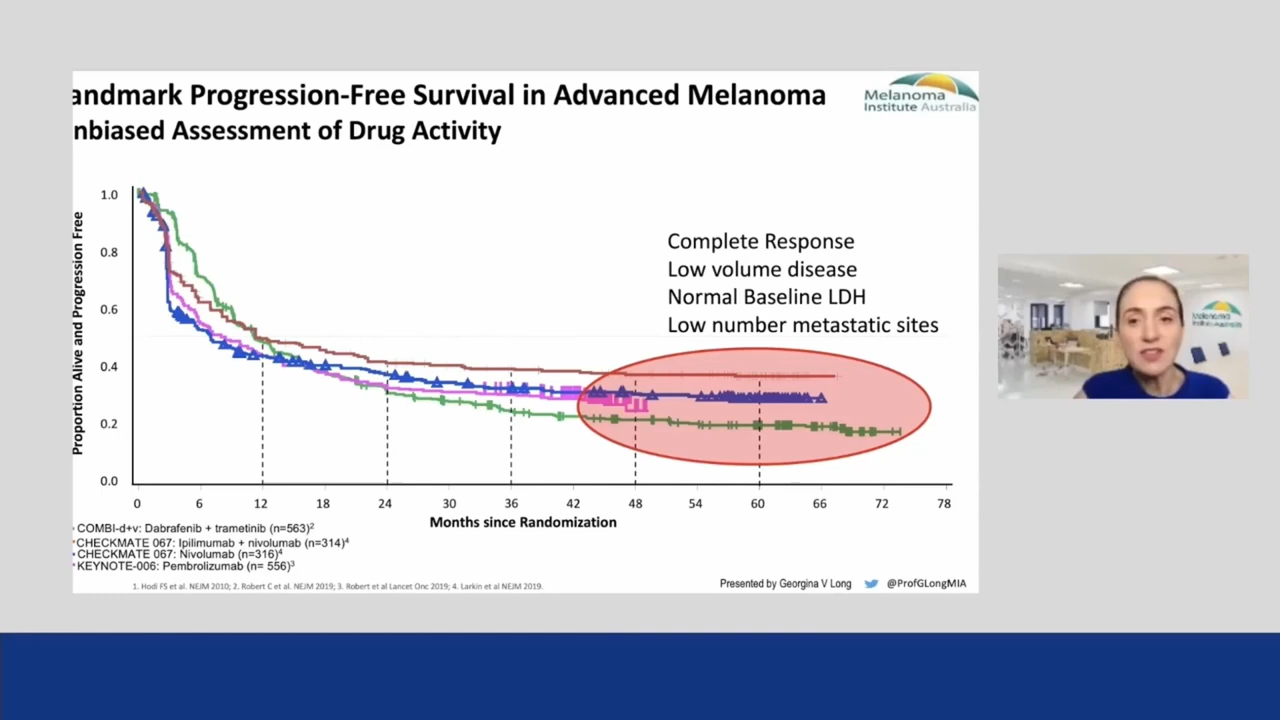 andmark Progression-Free Survival in Advanced Melanoma
nbiased Assessment of Drug Activity
Melanoma
Institute Australia
Proportion Alive and Progression Free
1.0
0.8
0.6
0.4
0.2
0.0
Complete Response
Low volume disease
Normal Baseline LDH
Low number metastatic sites
0 6 12 18 24 30 36 42 48 54 60 66 72 78
Months since Randomization
COMBI-d+v: Dabrafenib + trametinib (n=563)²
CHECKMATE 067: Ipilimumab + nivolumab (n=314)⁴
CHECKMATE 067: Nivolumab (n=316)⁴
KEYNOTE-006: Pembrolizumab (n= 556)³
1. Hodi FS et al. NEJM 2010; 2. Robert C et al. NEJM 2019; 3. Robert et al Lancet Onc 2019; 4. Larkin et al NEJM 2019.
Presented by Georgina V Long
@ProfGLongMIA
Melanoma
Institute Australia